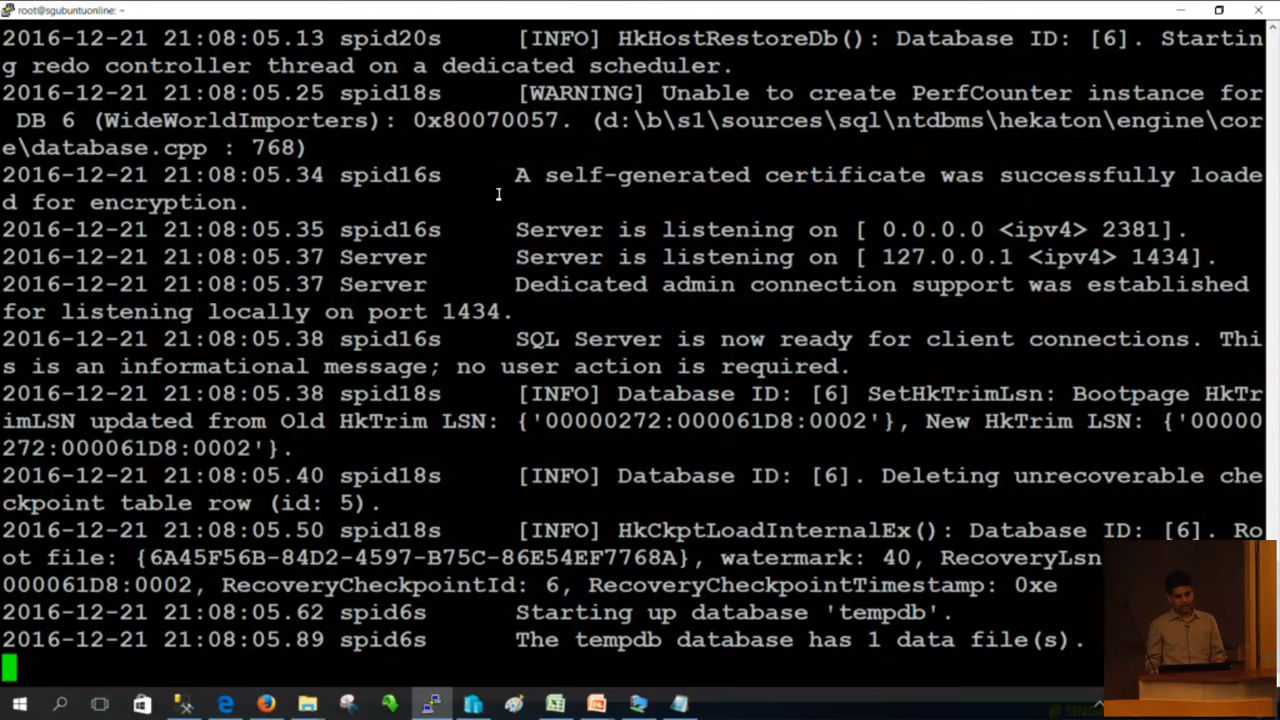 root@sgubuntuonline: ~
2016-12-21 21:08:05.13 spid20s     [INFO] HkHostRestoreDb(): Database ID: [6]. Startin
g redo controller thread on a dedicated scheduler.
2016-12-21 21:08:05.25 spid18s     [WARNING] Unable to create PerfCounter instance for
 DB 6 (WideWorldImporters): 0x80070057. (d:\b\s1\sources\sql\ntdbms\hekaton\engine\cor
e\database.cpp : 768)
2016-12-21 21:08:05.34 spid16s     A self-generated certificate was successfully loade
d for encryption.
2016-12-21 21:08:05.35 spid16s     Server is listening on [ 0.0.0.0 <ipv4> 2381].
2016-12-21 21:08:05.37 Server      Server is listening on [ 127.0.0.1 <ipv4> 1434].
2016-12-21 21:08:05.37 Server      Dedicated admin connection support was established
for listening locally on port 1434.
2016-12-21 21:08:05.38 spid16s     SQL Server is now ready for client connections. Thi
s is an informational message; no user action is required.
2016-12-21 21:08:05.38 spid18s     [INFO] Database ID: [6] SetHkTrimLsn: Bootpage HkTr
imLSN updated from Old HkTrim LSN: {'00000272:000061D8:0002'}, New HkTrim LSN: {'00000
272:000061D8:0002'}.
2016-12-21 21:08:05.40 spid18s     [INFO] Database ID: [6]. Deleting unrecoverable che
ckpoint table row (id: 5).
2016-12-21 21:08:05.50 spid18s     [INFO] HkCkptLoadInternalEx(): Database ID: [6]. Ro
ot file: {6A45F56B-84D2-4597-B75C-86E54EF7768A}, watermark: 40, RecoveryLsn
000061D8:0002, RecoveryCheckpointId: 6, RecoveryCheckpointTimestamp: 0xe
2016-12-21 21:08:05.62 spid6s      Starting up database 'tempdb'.
2016-12-21 21:08:05.89 spid6s      The tempdb database has 1 data file(s).